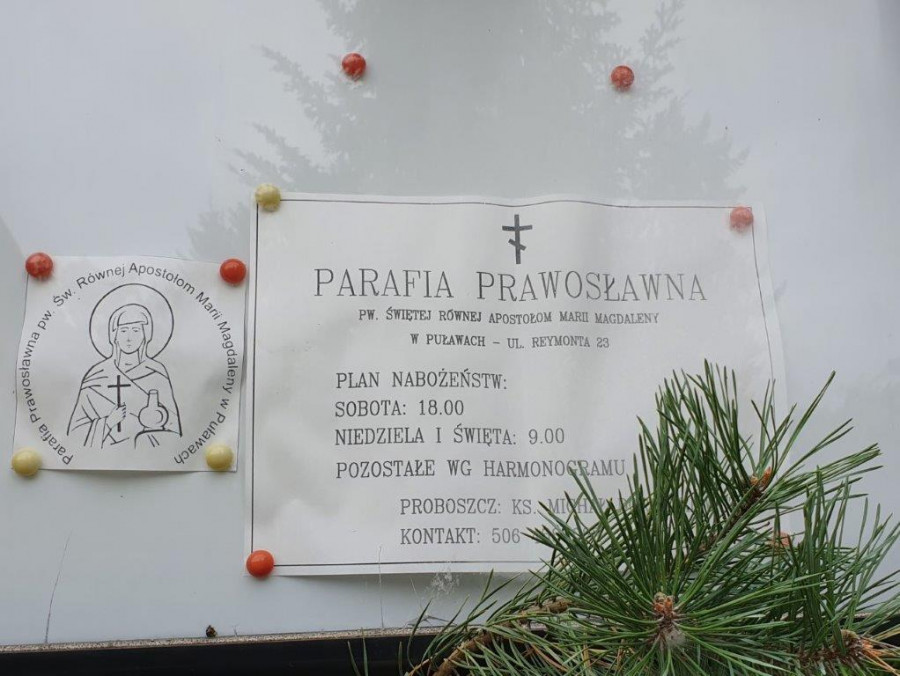 Parafia Prawosławna pw. Św. Równej Apostołom Marii Magdaleny w Puławach
PARAFIA PRAWOSŁAWNA
PW. ŚWIĘTEJ RÓWNEJ APOSTOŁOM MARII MAGDALENY
W PUŁAWACH - UL. REYMONTA 23
PLAN NABOŻEŃSTW:
SOBOTA: 18.00
NIEDZIELA I ŚWIĘTA: 9.00
POZOSTAŁE WG HARMONOGRAMU
PROBOSZCZ: KS.
KONTAKT: 506